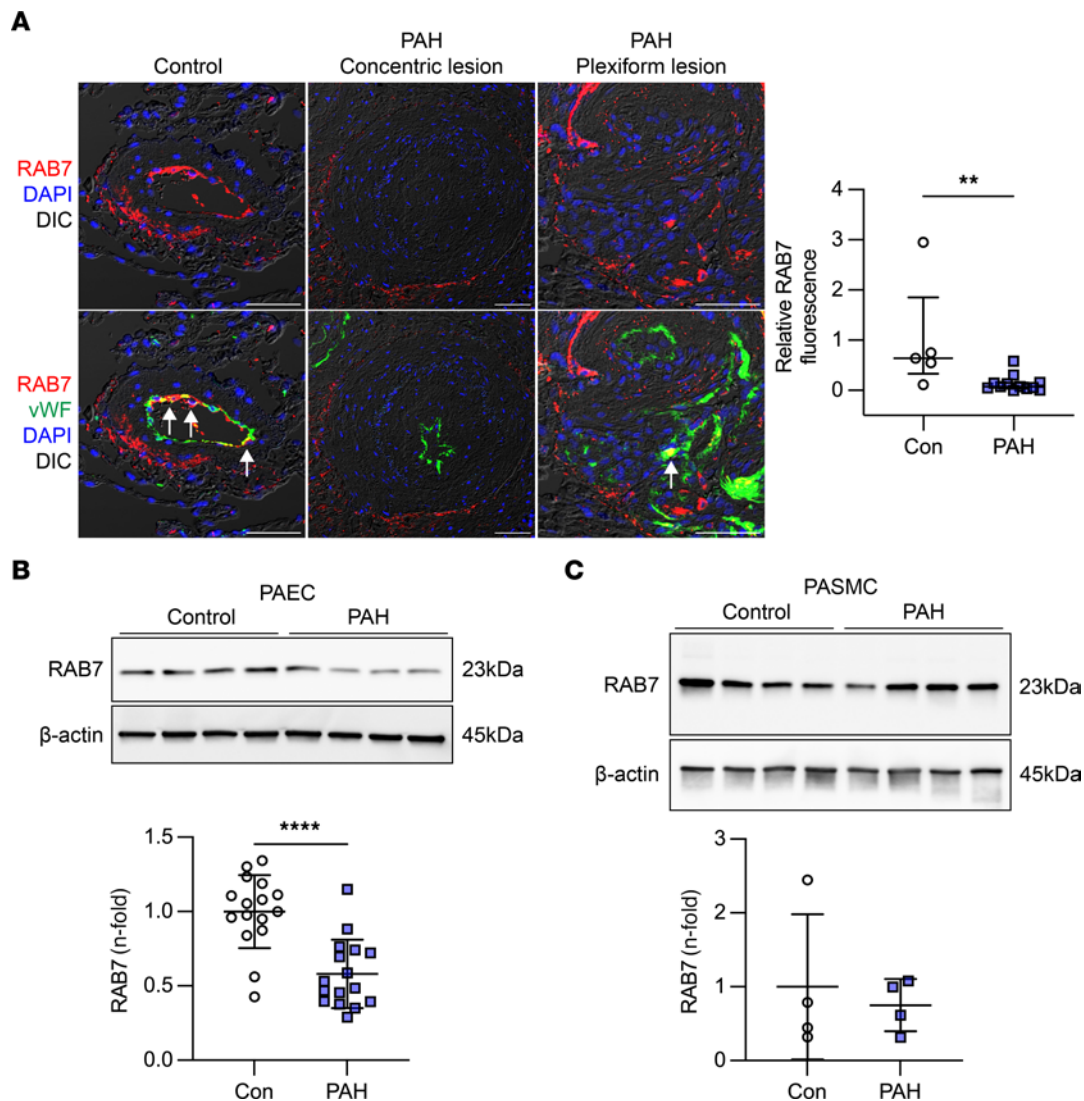 A
Control
PAH
Concentric lesion
PAH
Plexiform lesion
RAB7
DAPI
DIC
RAB7
vWF
DAPI
DIC
Relative RAB7
fluorescence
4
3
2
1
0
**
Con
PAH
B
PAEC
Control
PAH
RAB7
23kDa
β-actin
45kDa
RAB7 (n-fold)
1.5
1.0
0.5
0.0
****
Con
PAH
C
PASMC
Control
PAH
RAB7
23kDa
β-actin
45kDa
RAB7 (n-fold)
3
2
1
0
Con
PAH